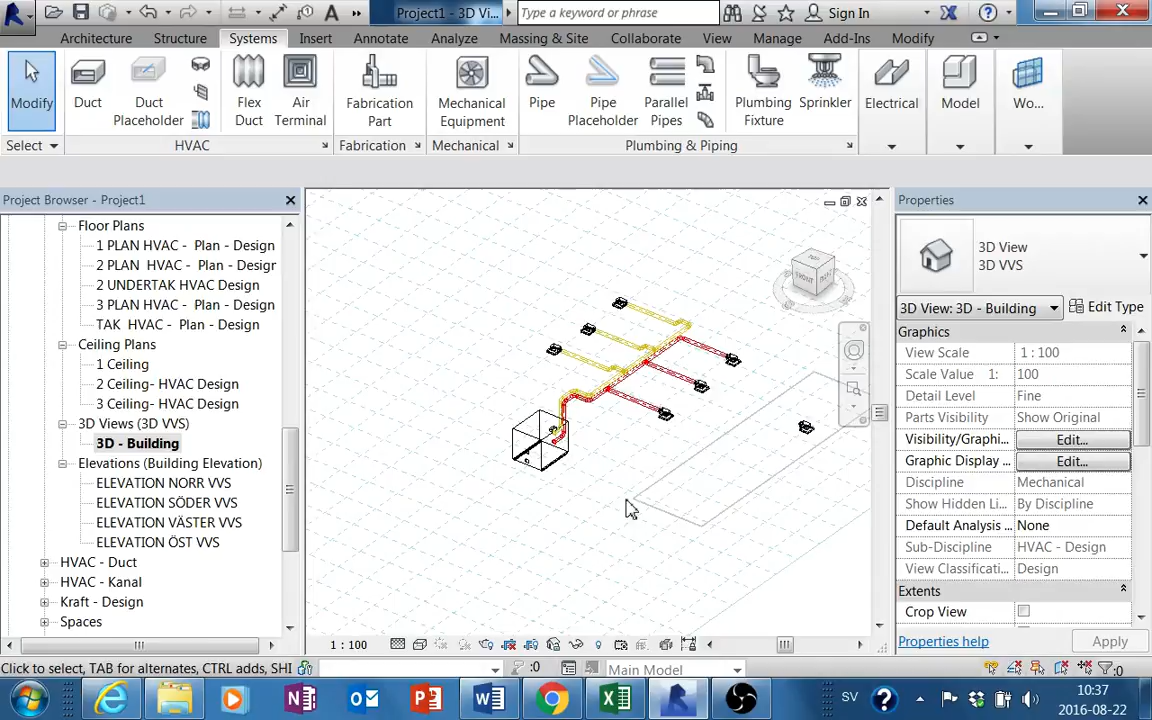 Project1 - 3D Vi...
Type a keyword or phrase
Sign In
Architecture Structure Systems Insert Annotate Analyze Massing & Site Collaborate View Manage Add-Ins Modify
Modify
Duct
Duct
Placeholder
Flex
Duct
Air
Terminal
Fabrication
Part
Mechanical
Equipment
Pipe
Pipe
Placeholder
Parallel
Pipes
Plumbing
Fixture
Sprinkler
Electrical
Model
Wo...
Select
HVAC
Fabrication
Mechanical
Plumbing & Piping
Project Browser - Project1
Floor Plans
1 PLAN HVAC - Plan - Design
2 PLAN HVAC - Plan - Design
2 UNDERTAK HVAC Design
3 PLAN HVAC - Plan - Design
TAK HVAC - Plan - Design
Ceiling Plans
1 Ceiling
2 Ceiling- HVAC Design
3 Ceiling- HVAC Design
3D Views (3D VVS)
3D - Building
Elevations (Building Elevation)
ELEVATION NORR VVS
ELEVATION SÖDER VVS
ELEVATION VÄSTER VVS
ELEVATION ÖST VVS
HVAC - Duct
HVAC - Kanal
Kraft - Design
Spaces
FRONT
1 : 100
Properties
3D View
3D VVS
3D View: 3D - Building
Edit Type
Graphics
View Scale 1 : 100
Scale Value 1: 100
Detail Level Fine
Parts Visibility Show Original
Visibility/Graphi... Edit...
Graphic Display ... Edit...
Discipline Mechanical
Show Hidden Li... By Discipline
Default Analysis ... None
Sub-Discipline HVAC - Design
View Classificati... Design
Extents
Crop View
Properties help
Apply
Click to select, TAB for alternates, CTRL adds, SHI
:0
Main Model
:0
SV
10:37
2016-08-22